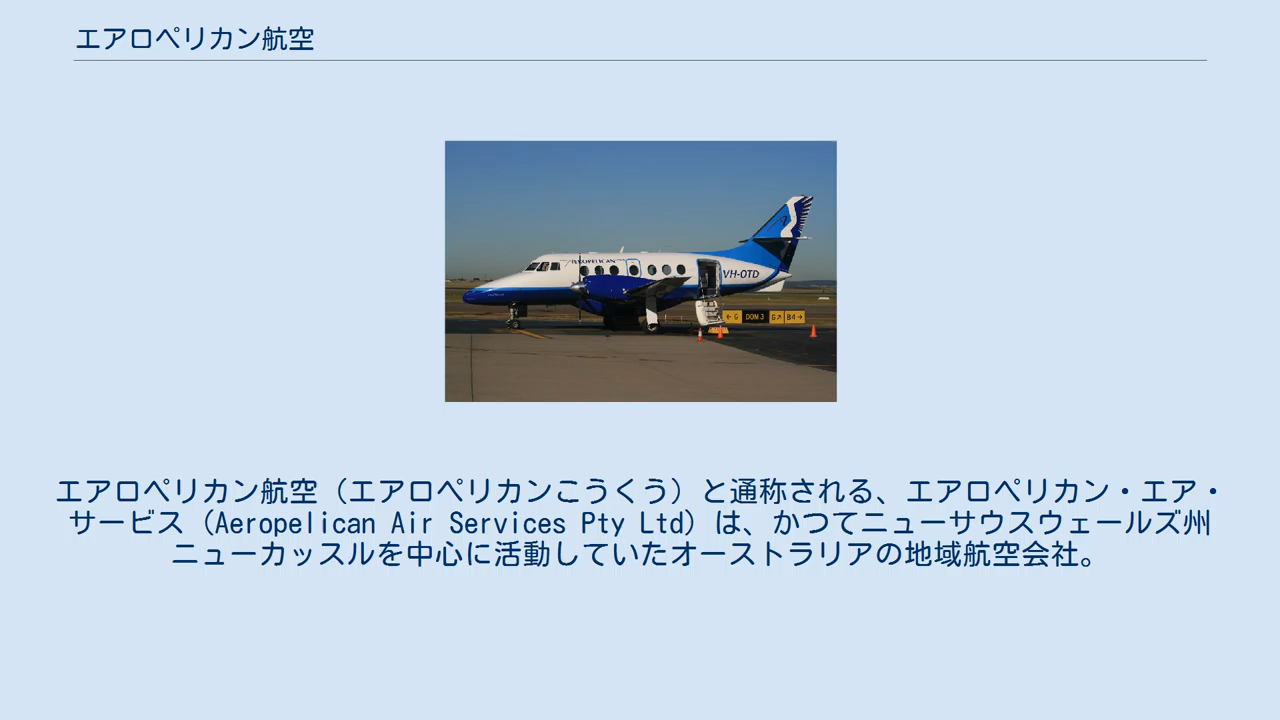 エアロペリカン航空
AEROPELICAN
VH-OTD
← G DOM 3 G↗ B4→
エアロペリカン航空（エアロペリカンこうくう）と通称される、エアロペリカン・エア・
サービス（Aeropelican Air Services Pty Ltd）は、かつてニューサウスウェールズ州
ニューカッスルを中心に活動していたオーストラリアの地域航空会社。